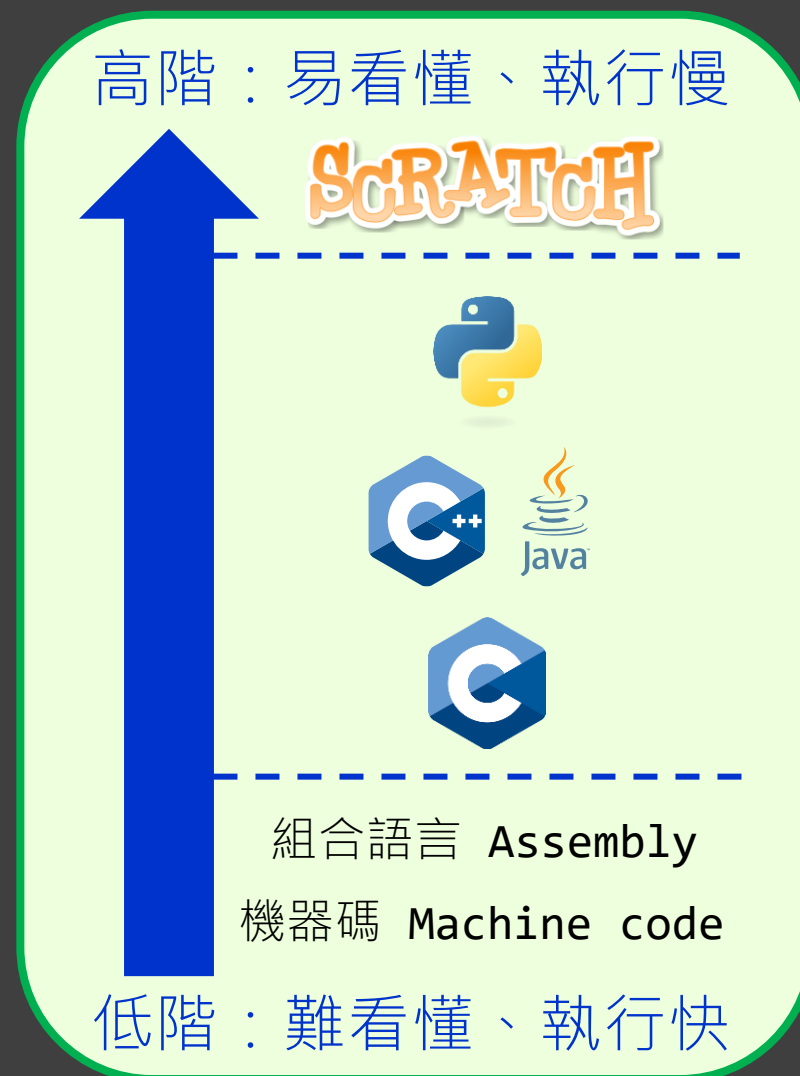 高階：易看懂、執行慢
SCRATCH
C++
Java
C
組合語言 Assembly
機器碼 Machine code
低階：難看懂、執行快